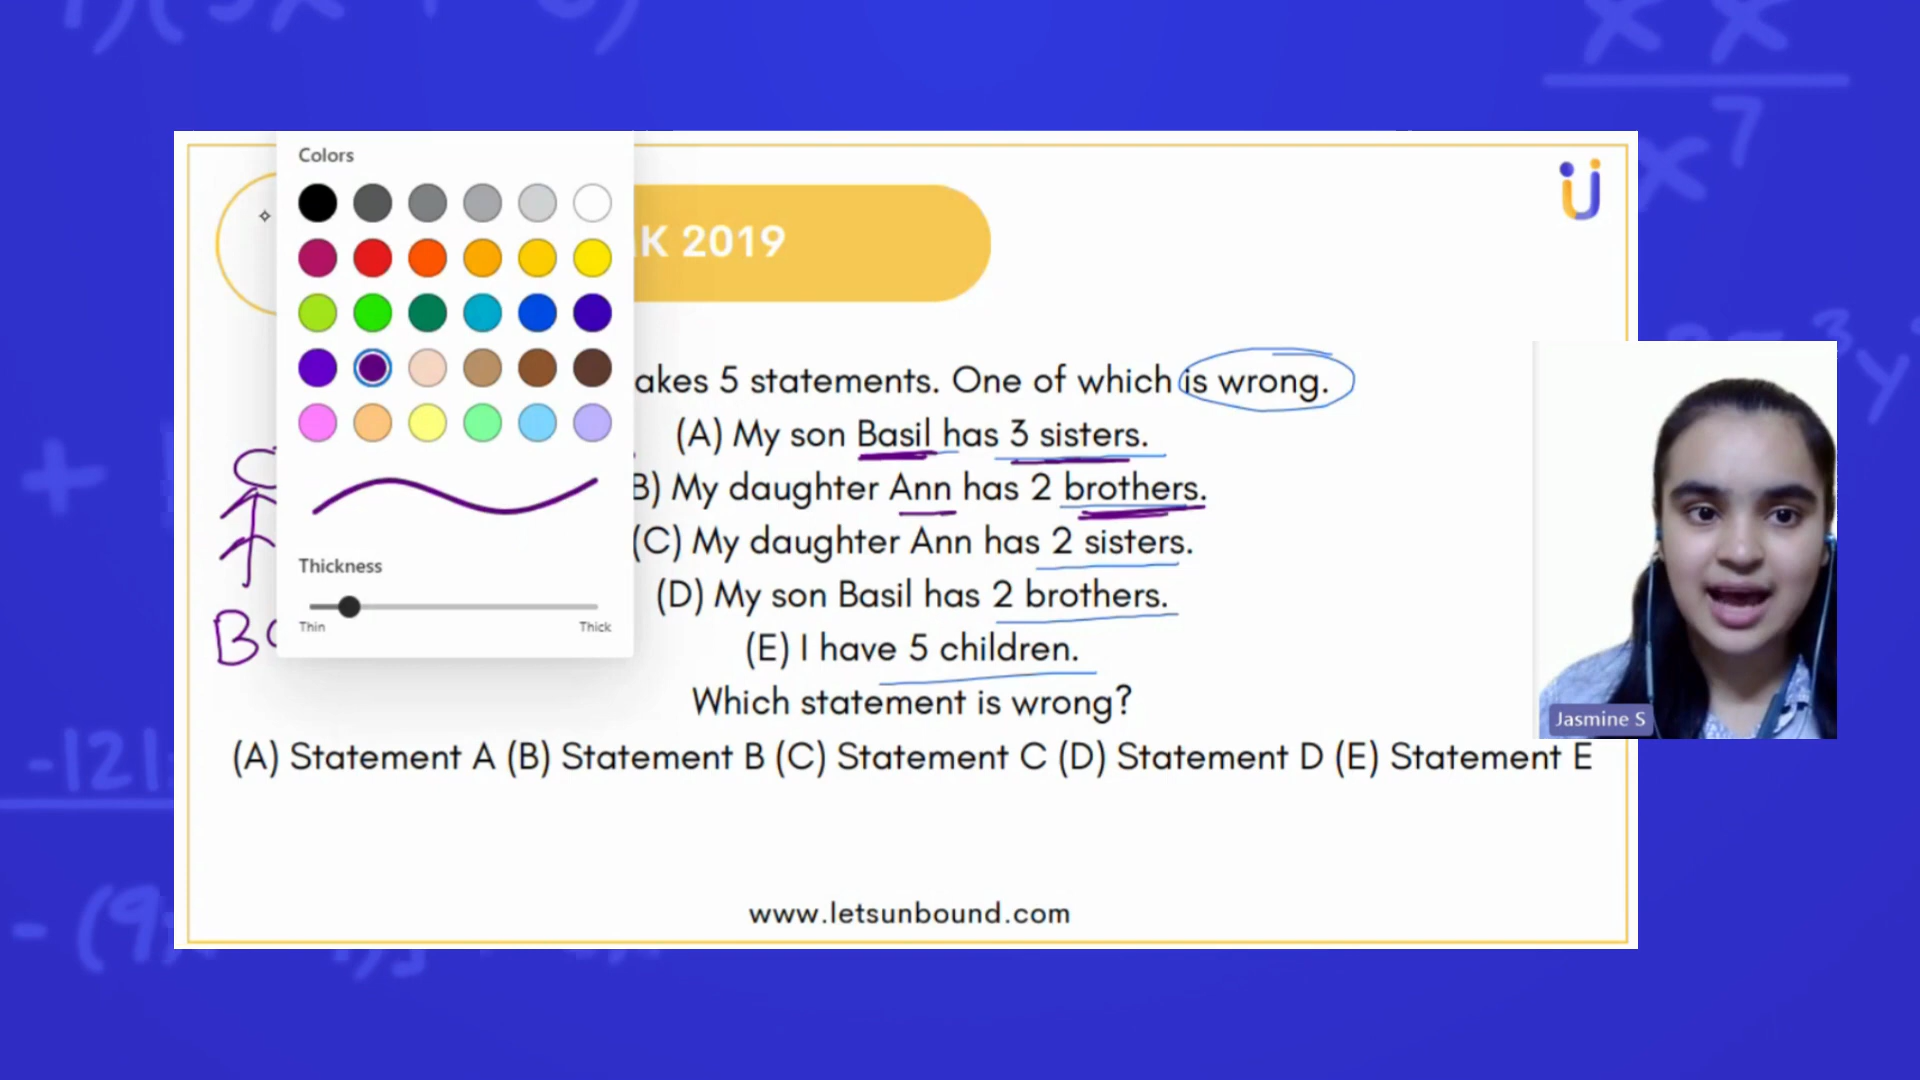 Colors
K 2019
akes 5 statements. One of which is wrong.
(A) My son Basil has 3 sisters.
B) My daughter Ann has 2 brothers.
(C) My daughter Ann has 2 sisters.
(D) My son Basil has 2 brothers.
(E) I have 5 children.
Which statement is wrong?
(A) Statement A (B) Statement B (C) Statement C (D) Statement D (E) Statement E
Thickness
Thin Thick
Jasmine S
www.letsunbound.com